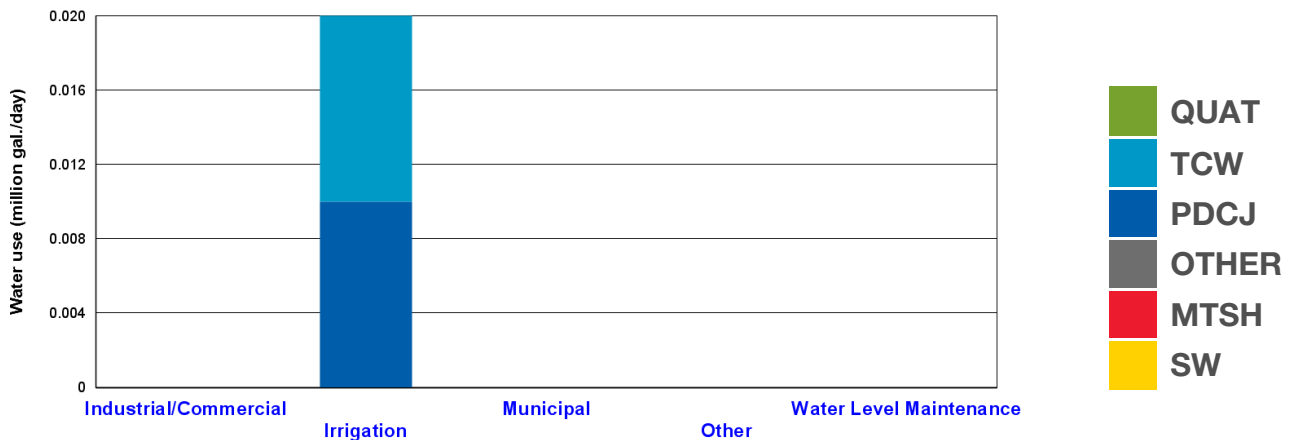 Water use (million gal./day)
0.020
0.016
0.012
0.008
0.004
0
Industrial/Commercial
Irrigation
Municipal
Other
Water Level Maintenance
QUAT
TCW
PDCJ
OTHER
MTSH
SW